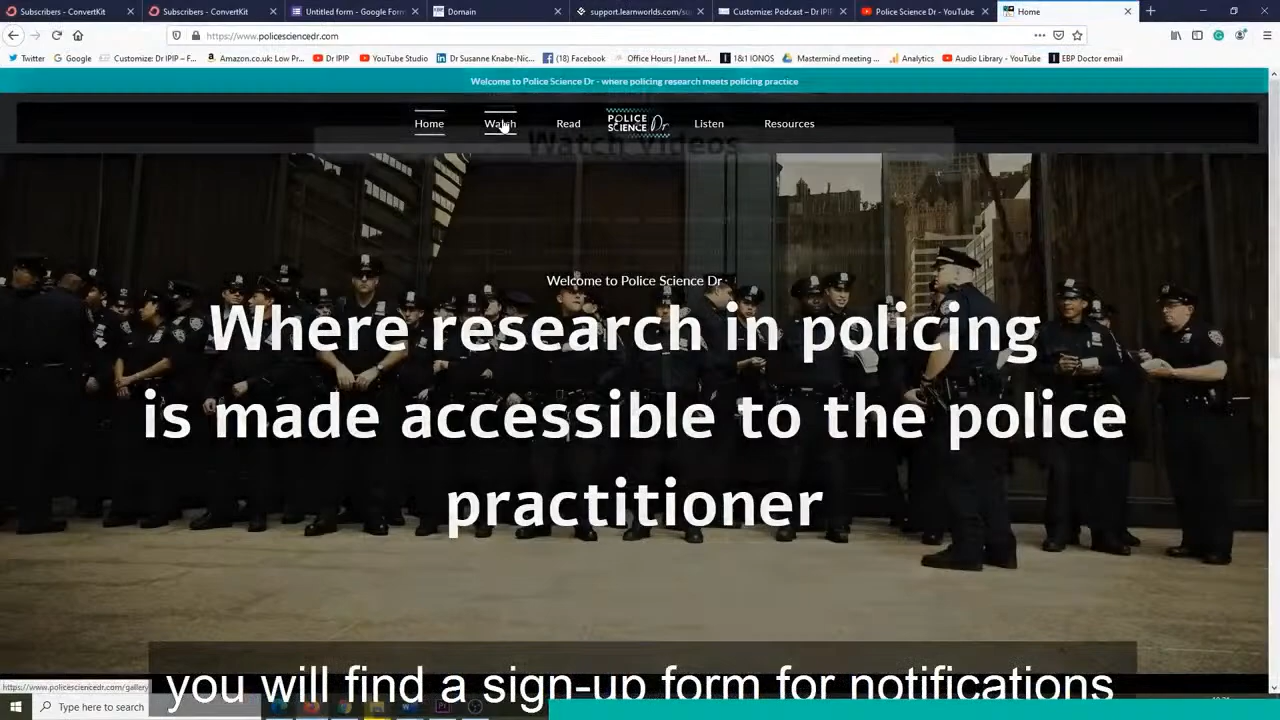 Subscribers - ConvertKit
Subscribers - ConvertKit
Untitled form - Google Form
Domain
support.learnworlds.com/su
Customize: Podcast – Dr IPIP
Police Science Dr - YouTube
Home
https://www.policesciencedr.com
Twitter
Google
Customize: Dr IPIP – F...
Amazon.co.uk: Low Pr...
Dr IPIP
YouTube Studio
Dr Susanne Knabe-Nic...
(18) Facebook
Office Hours | Janet M...
1&1 IONOS
Mastermind meeting ...
Analytics
Audio Library - YouTube
EBP Doctor email
Welcome to Police Science Dr - where policing research meets policing practice
Home
Watch
Read
POLICE SCIENCE Dr
Listen
Resources
Watch Videos
Welcome to Police Science Dr
Where research in policing
is made accessible to the police
practitioner
you will find a sign-up form for notifications
https://www.policesciencedr.com/gallery
Type here to search